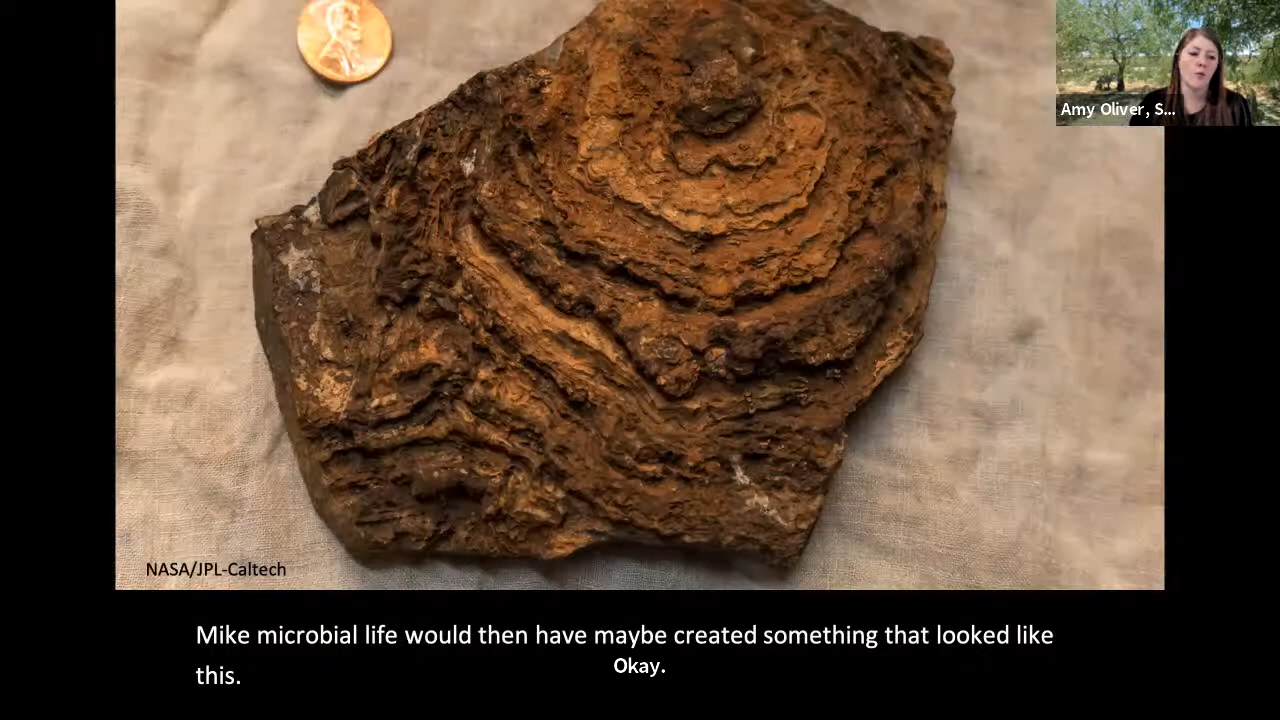 Amy Oliver, S...
NASA/JPL-Caltech
Mike microbial life would then have maybe created something that looked like
this.
Okay.